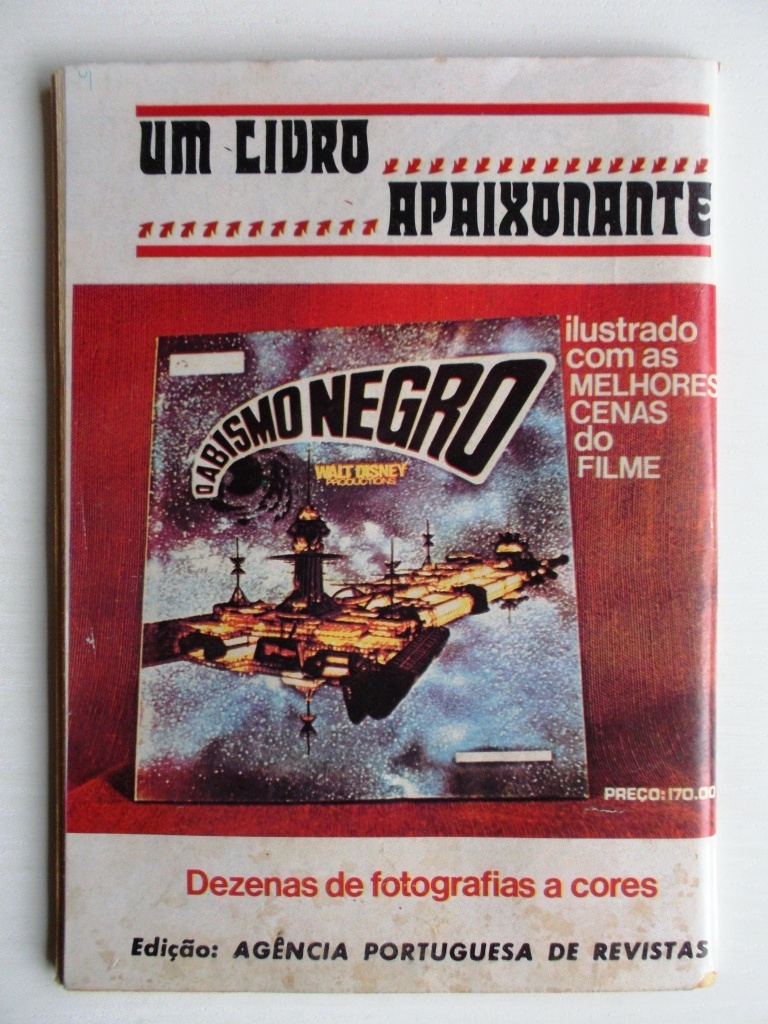 UM LIVRO
APAIXONANTE
ilustrado
com as
MELHORES
CENAS
do
FILME
O ABISMO NEGRO
WALT DISNEY
PRODUCTIONS
PREÇO: 170.00
Dezenas de fotografias a cores
Edição: AGÊNCIA PORTUGUESA DE REVISTAS